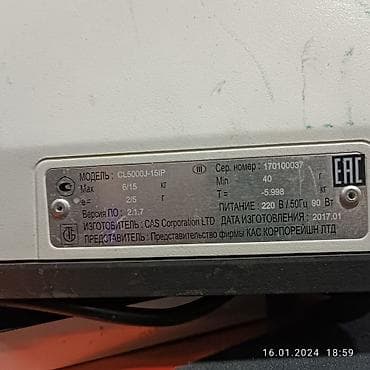 МОДЕЛЬ : CL5000J-15IP III Сер. номер : 170100037
Max 6/15 кг Min 40 г
e = 2/5 г T = -5.998 кг
Версия ПО : 2.1.7 ПИТАНИЕ 220 В /.50Гц 90 Вт
ИЗГОТОВИТЕЛЬ : CAS Corporation LTD. ДАТА ИЗГОТОВЛЕНИЯ 2017.01
ПРЕДСТАВИТЕЛЬ : Представительство фирмы КАС КОРПОРЕЙШН ЛТД
EAC
16.01.2024 18:59